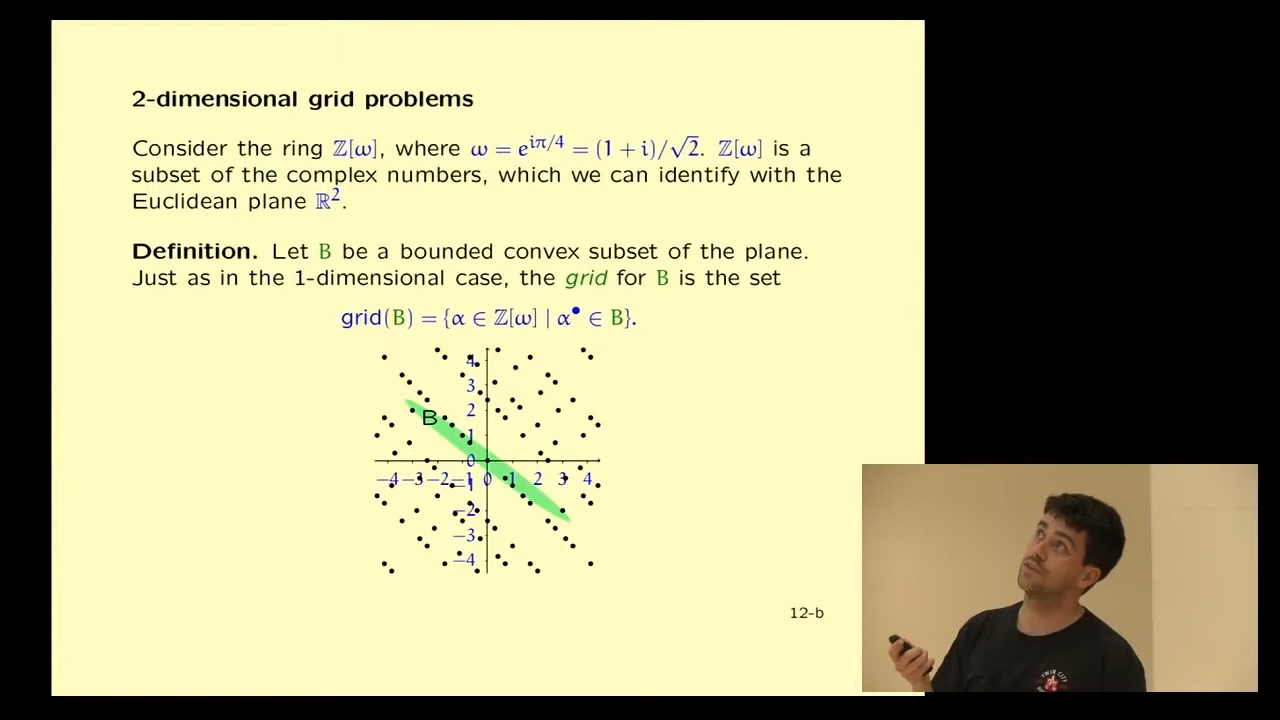 2-dimensional grid problems
Consider the ring ℤ[ω], where ω = e^{iπ/4} = (1 + i)/√2. ℤ[ω] is a
subset of the complex numbers, which we can identify with the
Euclidean plane ℝ².
Definition. Let B be a bounded convex subset of the plane.
Just as in the 1-dimensional case, the grid for B is the set
grid(B) = {α ∈ ℤ[ω] | α• ∈ B}.
4
3
2
B
1
0
−4 −3 −2 −1 0 1 2 3 4
−1
−2
−3
−4
12-b
TWIN CITY